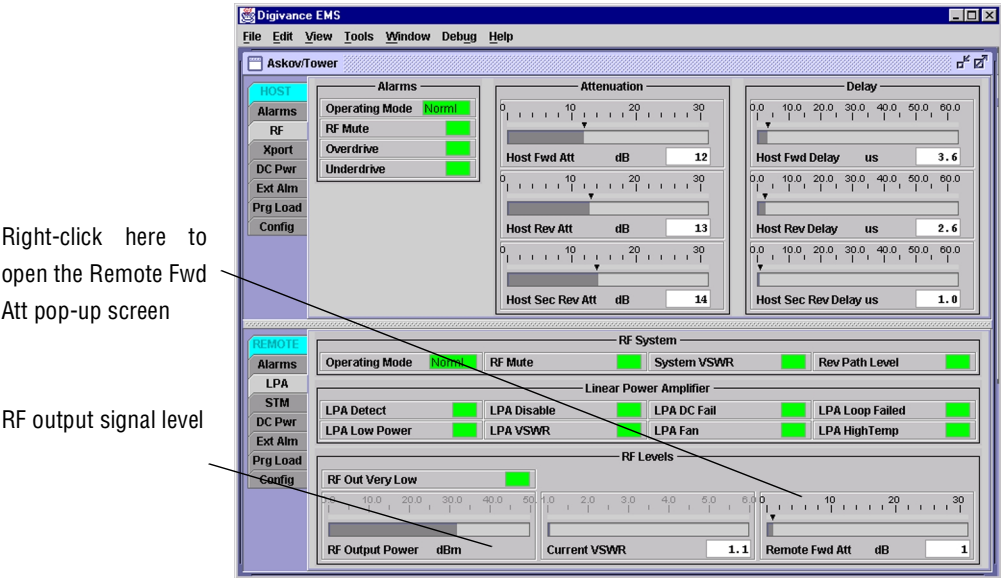 Digivance EMS
File Edit View Tools Window Debug Help
Askov/Tower
HOST
Alarms
RF
Xport
DC Pwr
Ext Alm
Prg Load
Config
Alarms
Operating Mode Norml
RF Mute
Overdrive
Underdrive
Attenuation
0 10 20 30
Host Fwd Att dB 12
0 10 20 30
Host Rev Att dB 13
0 10 20 30
Host Sec Rev Att dB 14
Delay
0.0 10.0 20.0 30.0 40.0 50.0 60.0
Host Fwd Delay us 3.6
0.0 10.0 20.0 30.0 40.0 50.0 60.0
Host Rev Delay us 2.6
0.0 10.0 20.0 30.0 40.0 50.0 60.0
Host Sec Rev Delay us 1.0
Right-click here to
open the Remote Fwd
Att pop-up screen
RF output signal level
REMOTE
Alarms
LPA
STM
DC Pwr
Ext Alm
Prg Load
Config
RF System
Operating Mode Norml RF Mute System VSWR Rev Path Level
Linear Power Amplifier
LPA Detect LPA Disable LPA DC Fail LPA Loop Failed
LPA Low Power LPA VSWR LPA Fan LPA HighTemp
RF Levels
RF Out Very Low
0.0 10.0 20.0 30.0 40.0 50.
RF Output Power dBm
1.0 2.0 3.0 4.0 5.0 6.0
Current VSWR 1.1
0 10 20 30
Remote Fwd Att dB 1